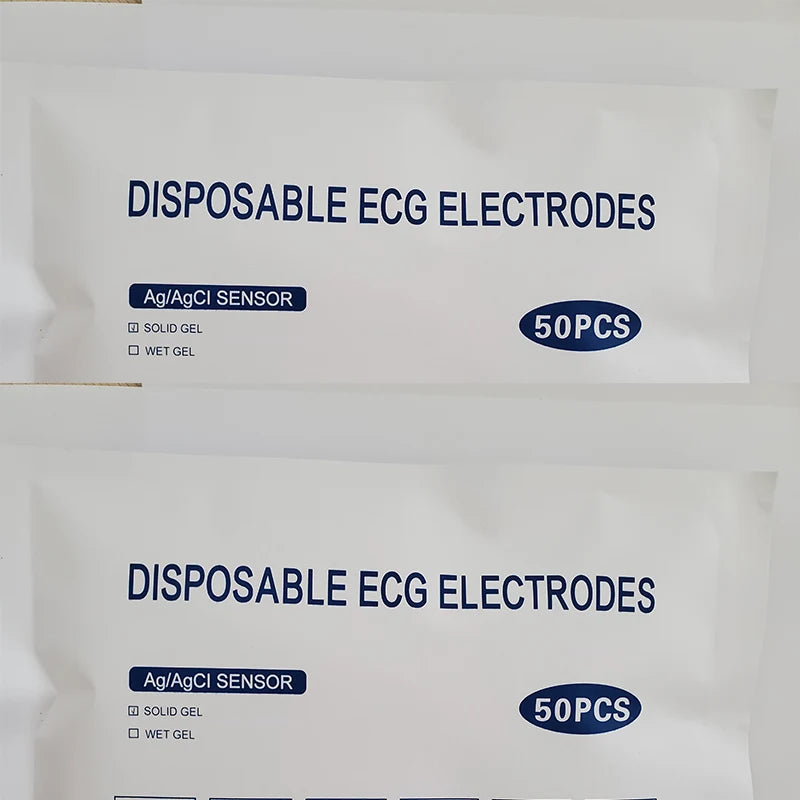 DISPOSABLE ECG ELECTRODES
Ag/AgCl SENSOR
☑ SOLID GEL
☐ WET GEL
50PCS
DISPOSABLE ECG ELECTRODES
Ag/AgCl SENSOR
☑ SOLID GEL
☐ WET GEL
50PCS